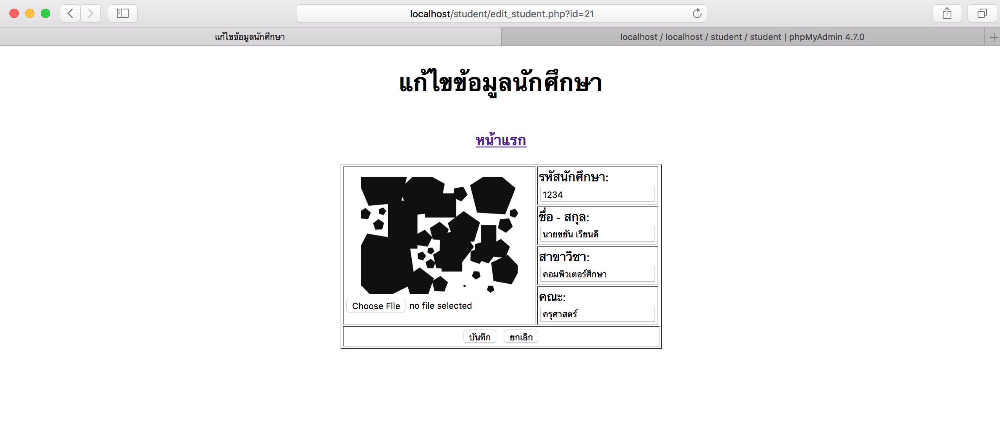 localhost/student/edit_student.php?id=21
แก้ไขข้อมูลนักศึกษา
localhost / localhost / student / student | phpMyAdmin 4.7.0
แก้ไขข้อมูลนักศึกษา
หน้าแรก
รหัสนักศึกษา:
1234
ชื่อ - สกุล:
นายขยัน เรียนดี
สาขาวิชา:
คอมพิวเตอร์ศึกษา
คณะ:
ครุศาสตร์
Choose File no file selected
บันทึก ยกเลิก